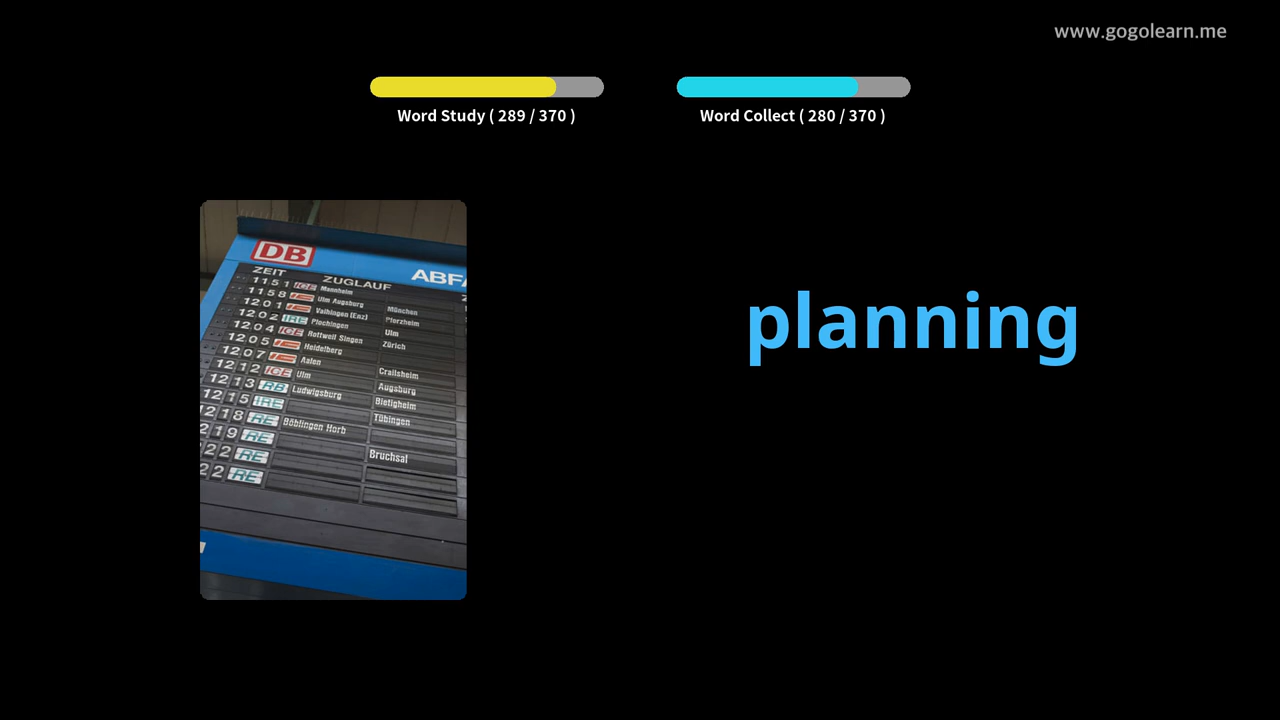 www.gogolearn.me
Word Study ( 289 / 370 )
Word Collect ( 280 / 370 )
DB
ZEIT ZUGLAUF ABFA
1151 ICE Mannheim
1158 Ulm Augsburg München
1201 Vaihingen (Enz) Pforzheim
1202 IRE Plochingen Ulm
1204 ICE Rottweil Singen Zürich
1205 Heidelberg
1207 Aalen Crailsheim
1212 ICE Ulm Augsburg
1213 RB Ludwigsburg Bietigheim
1215 IRE Tübingen
1218 RE Böblingen Horb
219 RE Bruchsal
22 RE
22 RE
planning